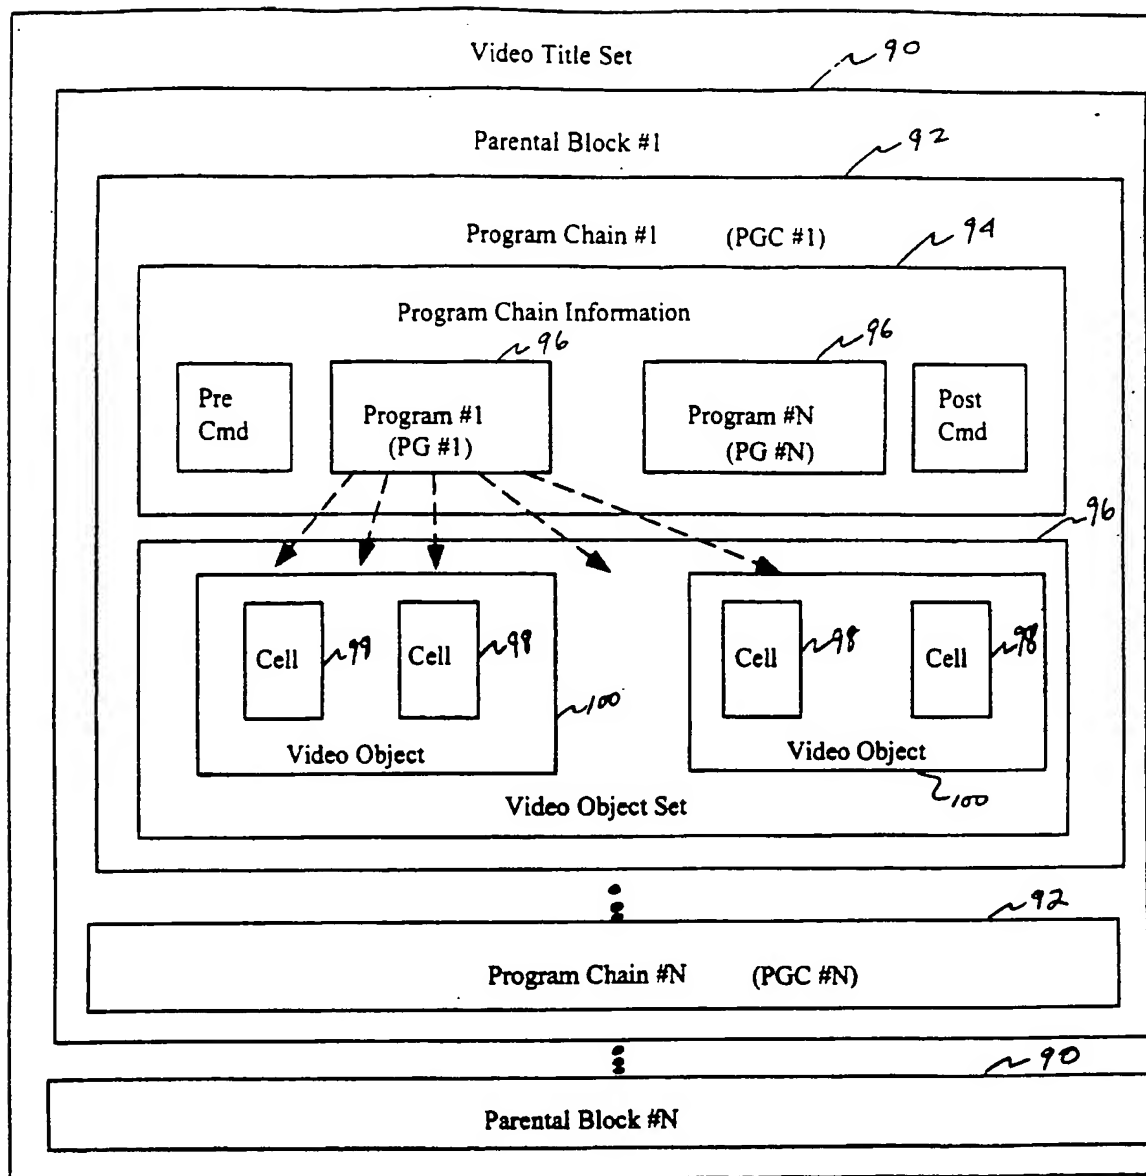 Video Title Set
90
Parental Block #1
92
Program Chain #1 (PGC #1)
94
Program Chain Information
96
96
Pre
Cmd
Program #1
(PG #1)
Program #N
(PG #N)
Post
Cmd
96
Cell
99
Cell
98
Cell
98
Cell
98
100
Video Object
Video Object
100
Video Object Set
92
Program Chain #N (PGC #N)
90
Parental Block #N